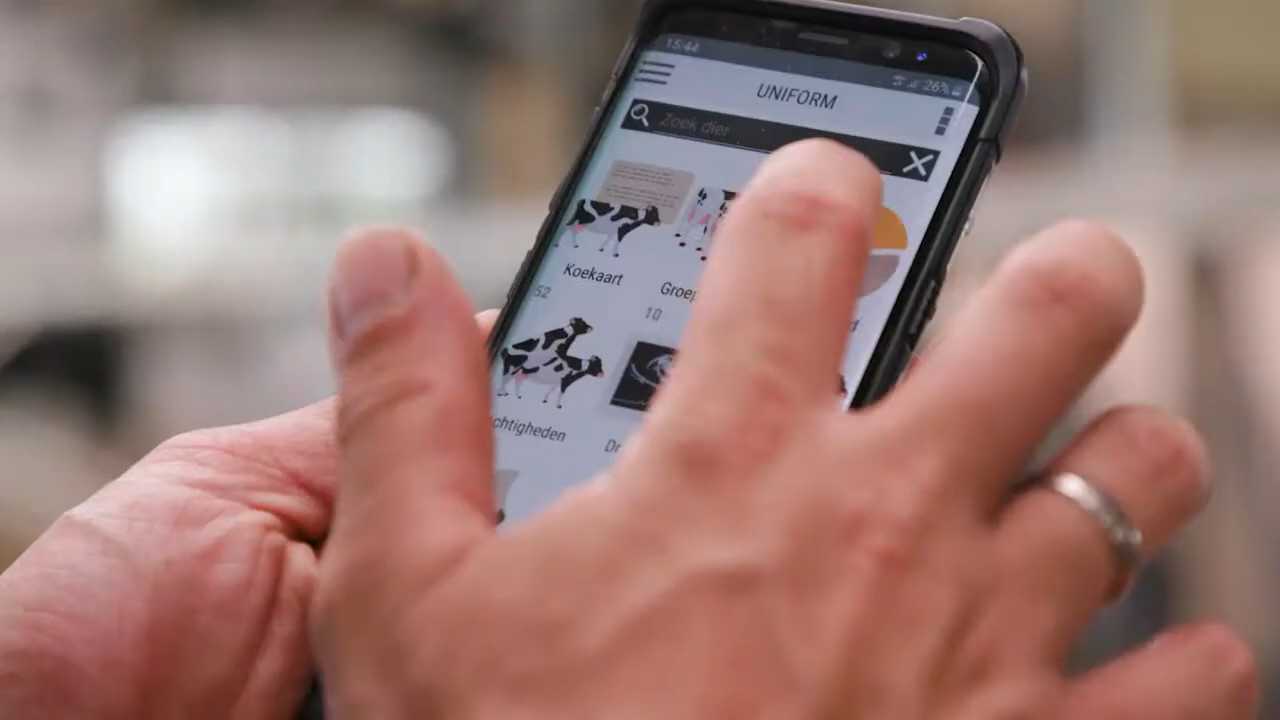 15:44
26%
UNIFORM
Zoek dier
Koekaart
Groep
52
10
chtigheden
Dr